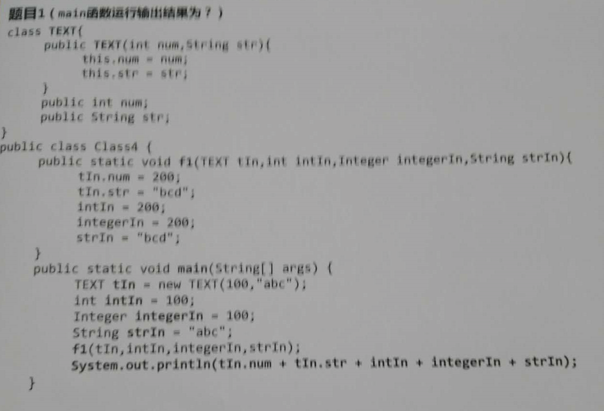 题目1（main函数运行输出结果为？）
class TEXT{
public TEXT(int num,String str){
this.num = num;
this.str = str;
}
public int num;
public String str;
}
public class Class4 {
public static void f1(TEXT tIn,int intIn,Integer integerIn,String strIn){
tIn.num = 200;
tIn.str = "bcd";
intIn = 200;
integerIn = 200;
strIn = "bcd";
}
public static void main(String[] args) {
TEXT tIn = new TEXT(100,"abc");
int intIn = 100;
Integer integerIn = 100;
String strIn = "abc";
f1(tIn,intIn,integerIn,strIn);
System.out.println(tIn.num + tIn.str + intIn + integerIn + strIn);
}